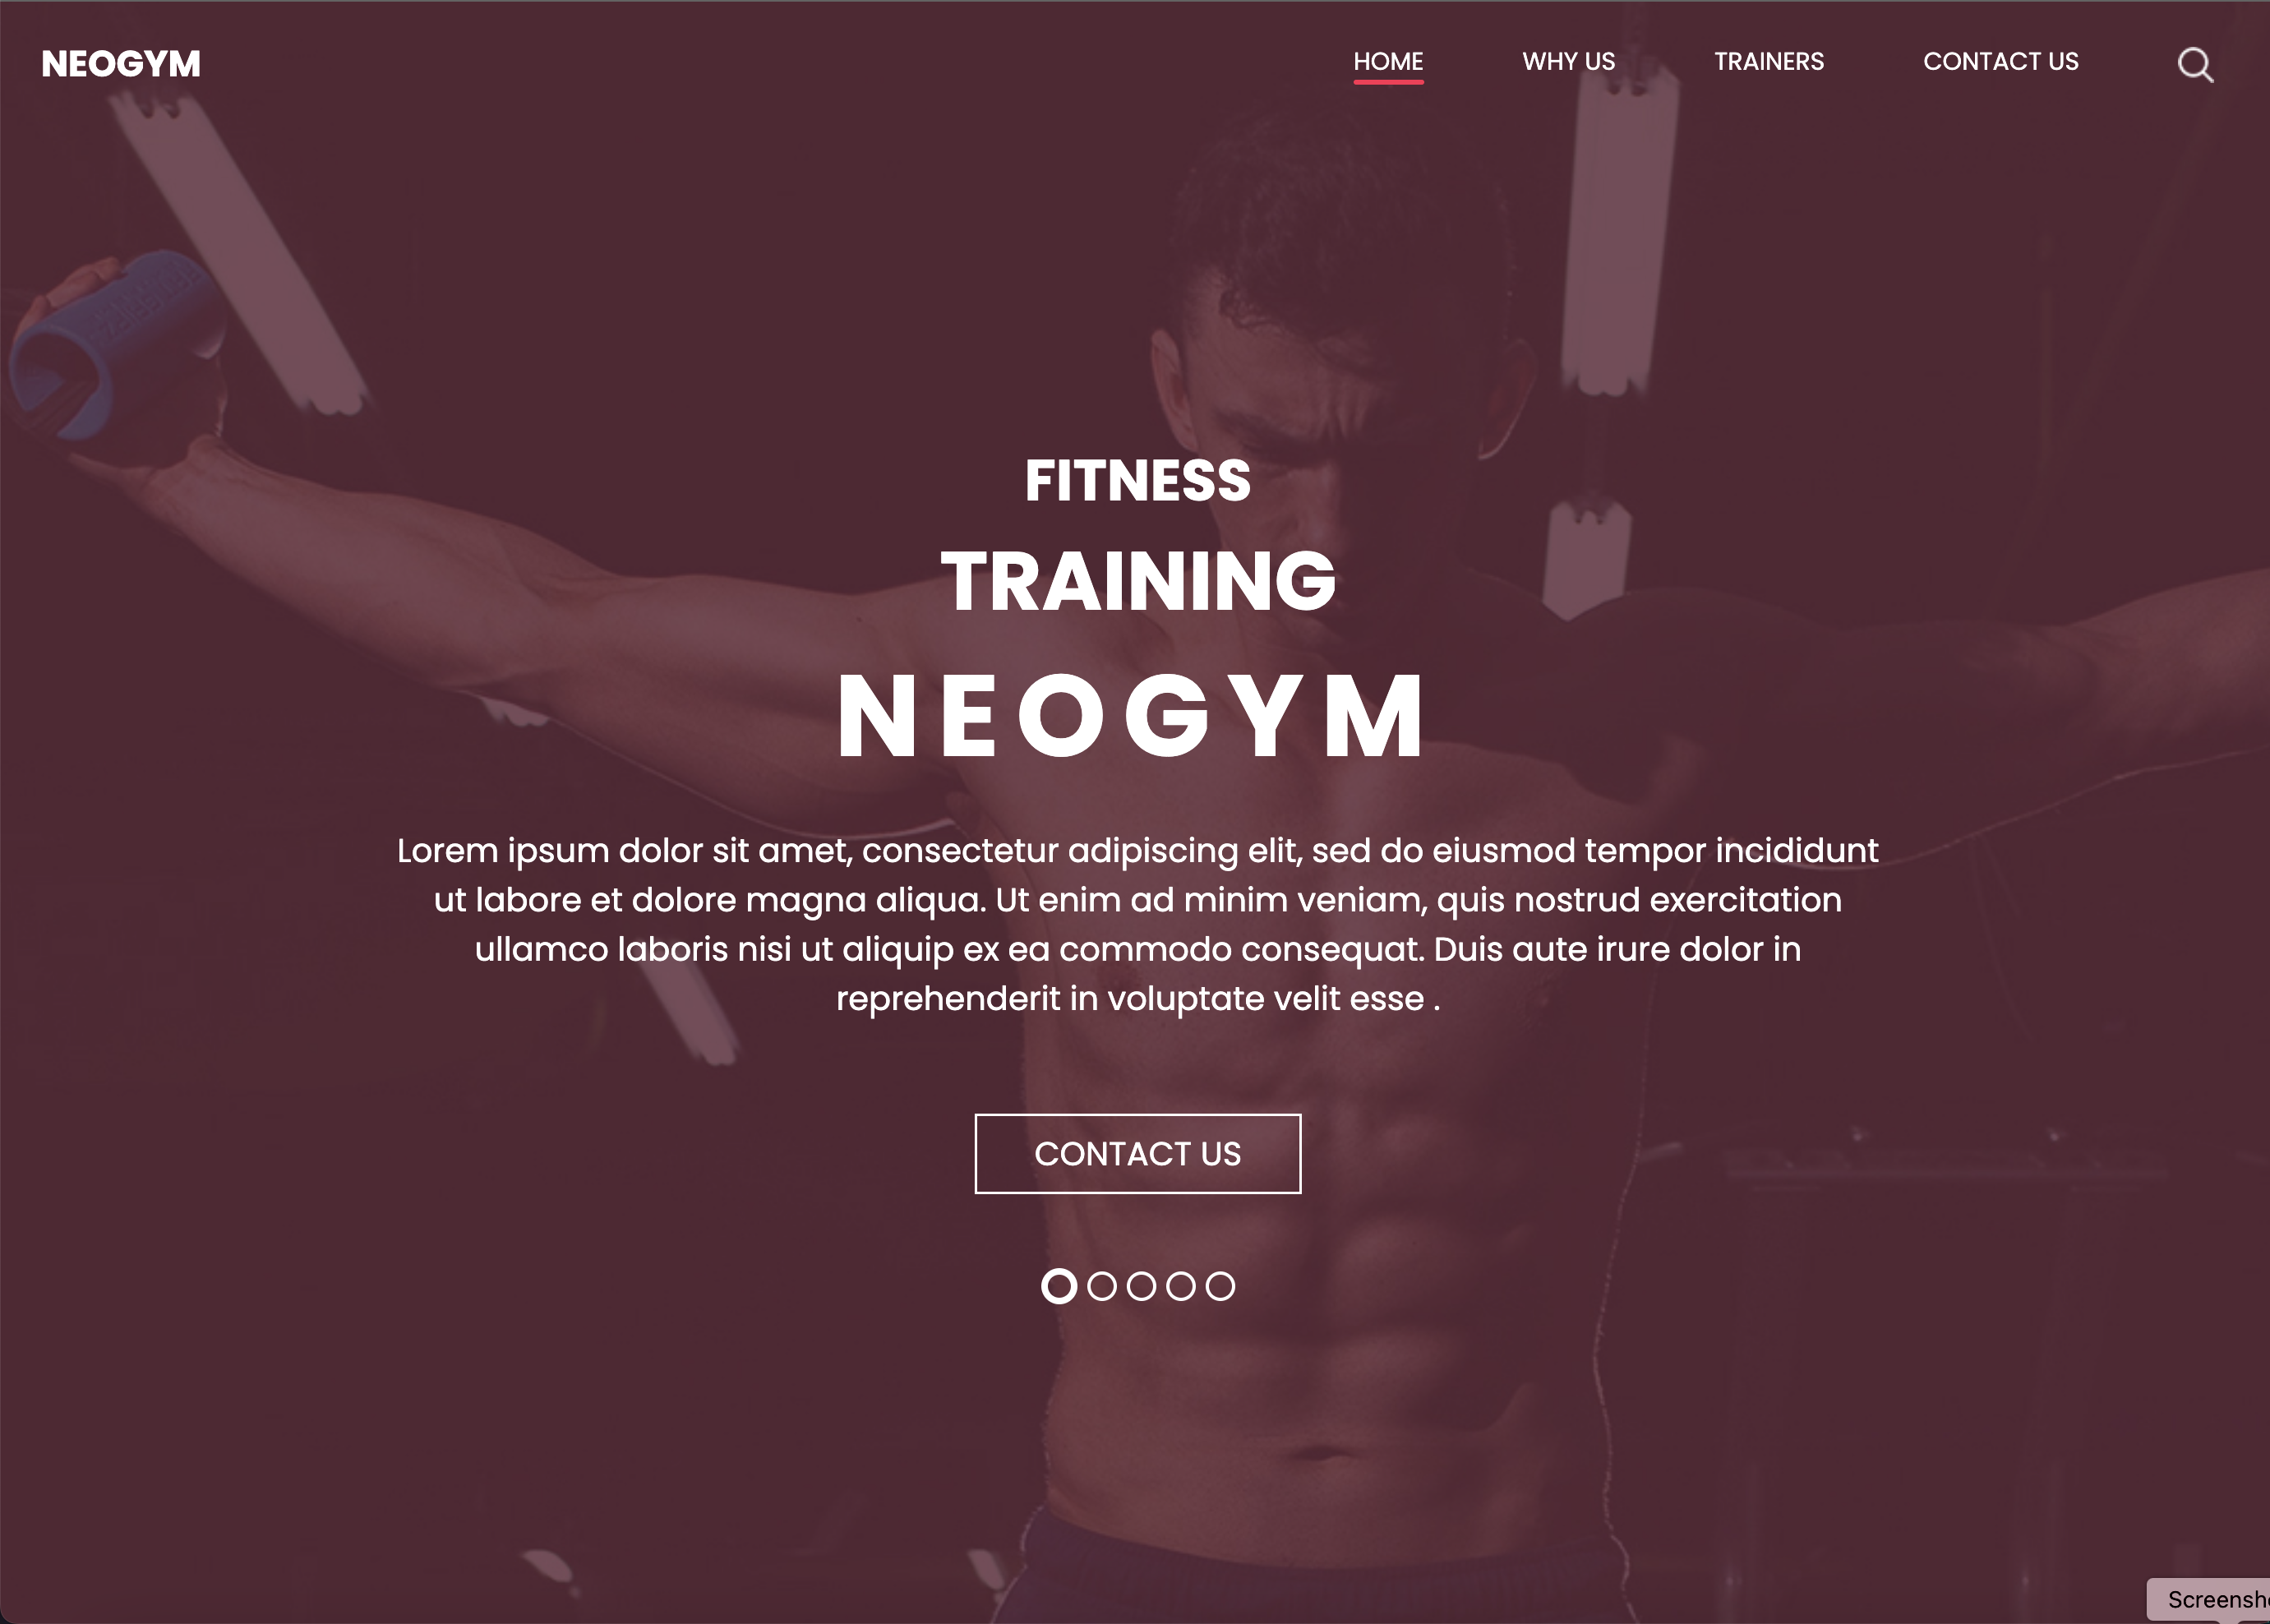 NEOGYM
HOME WHY US TRAINERS CONTACT US
FITNESS
TRAINING
NEOGYM
Lorem ipsum dolor sit amet, consectetur adipiscing elit, sed do eiusmod tempor incididunt
ut labore et dolore magna aliqua. Ut enim ad minim veniam, quis nostrud exercitation
ullamco laboris nisi ut aliquip ex ea commodo consequat. Duis aute irure dolor in
reprehenderit in voluptate velit esse .
CONTACT US